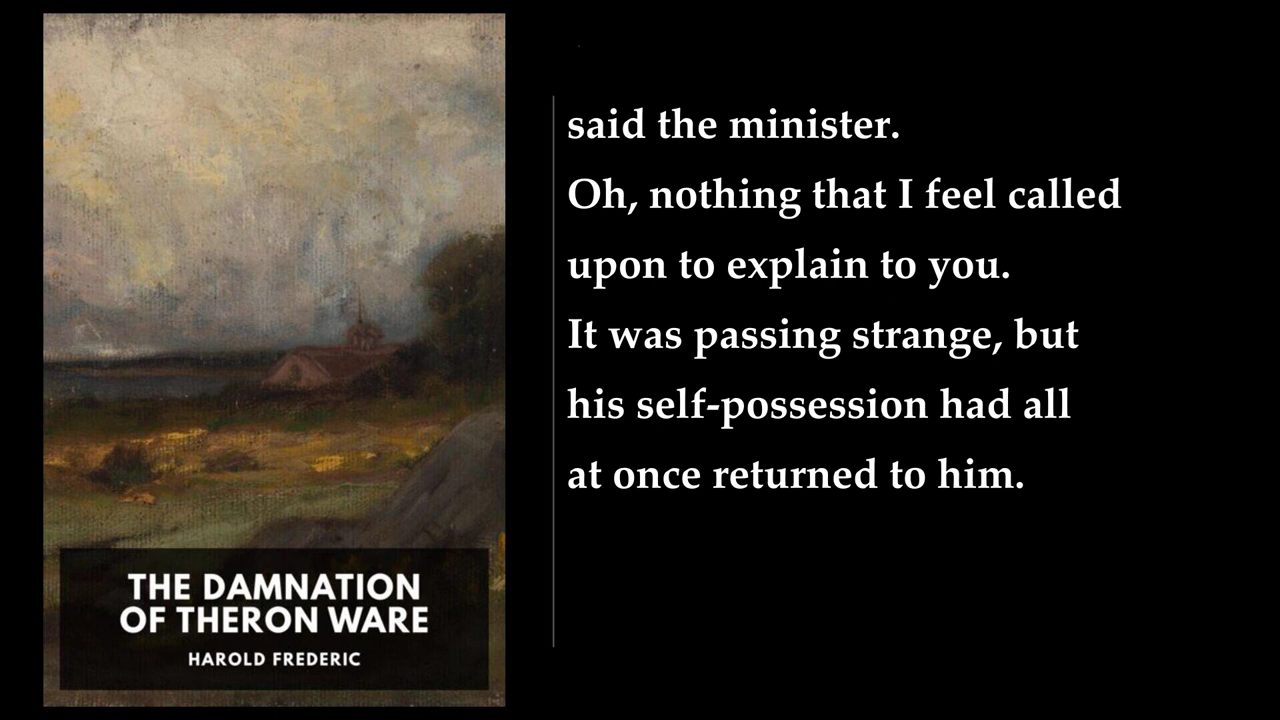 THE DAMNATION
OF THERON WARE
HAROLD FREDERIC
said the minister.
Oh, nothing that I feel called
upon to explain to you.
It was passing strange, but
his self-possession had all
at once returned to him.